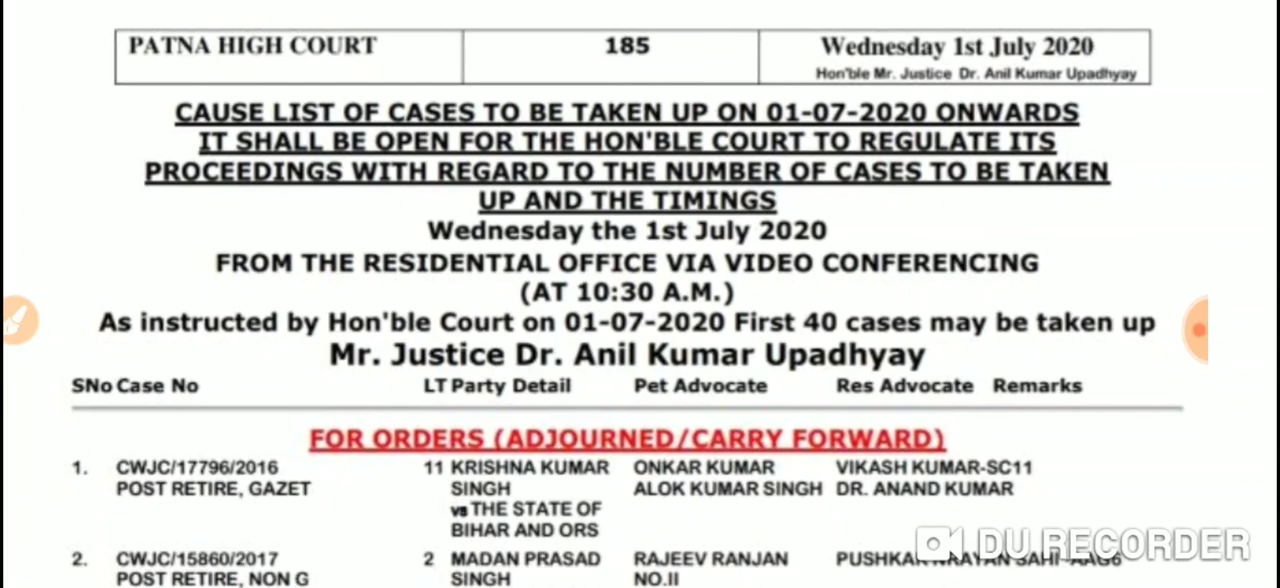 PATNA HIGH COURT 185 Wednesday 1st July 2020
Hon'ble Mr. Justice Dr. Anil Kumar Upadhyay
CAUSE LIST OF CASES TO BE TAKEN UP ON 01-07-2020 ONWARDS
IT SHALL BE OPEN FOR THE HON'BLE COURT TO REGULATE ITS
PROCEEDINGS WITH REGARD TO THE NUMBER OF CASES TO BE TAKEN
UP AND THE TIMINGS
Wednesday the 1st July 2020
FROM THE RESIDENTIAL OFFICE VIA VIDEO CONFERENCING
(AT 10:30 A.M.)
As instructed by Hon'ble Court on 01-07-2020 First 40 cases may be taken up
Mr. Justice Dr. Anil Kumar Upadhyay
SNo Case No LT Party Detail Pet Advocate Res Advocate Remarks
FOR ORDERS (ADJOURNED/CARRY FORWARD)
1. CWJC/17796/2016 11 KRISHNA KUMAR ONKAR KUMAR VIKASH KUMAR-SC11
POST RETIRE, GAZET SINGH ALOK KUMAR SINGH DR. ANAND KUMAR
vs THE STATE OF
BIHAR AND ORS
2. CWJC/15860/2017 2 MADAN PRASAD RAJEEV RANJAN PUSHKAR NRAYAN SAHI-AAG6
POST RETIRE, NON G SINGH NO.II
DU RECORDER